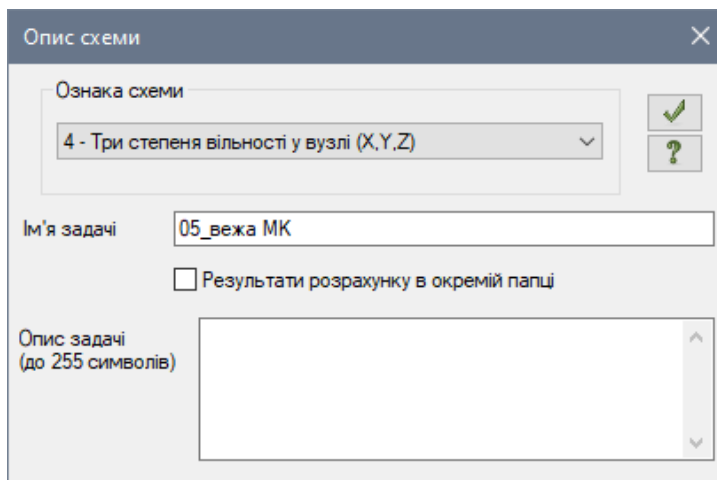 Опис схеми
Ознака схеми
4 - Три степеня вільності у вузлі (X,Y,Z)
Ім'я задачі
05_вежа МК
Результати розрахунку в окремій папці
Опис задачі
(до 255 символів)